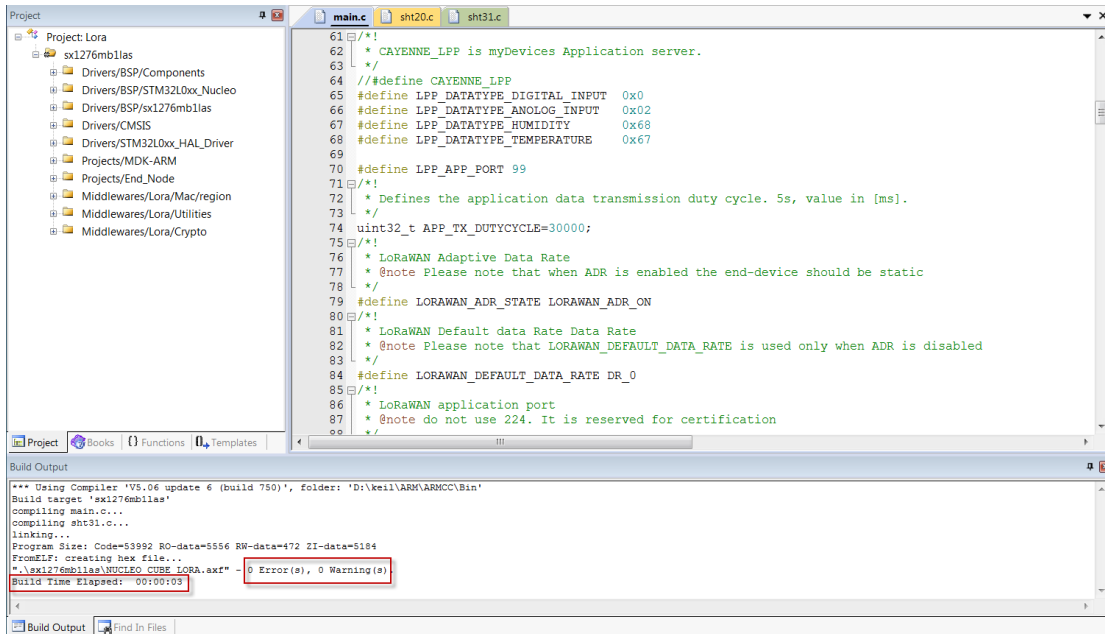 Project
Project: Lora
sx1276mb1las
Drivers/BSP/Components
Drivers/BSP/STM32L0xx_Nucleo
Drivers/BSP/sx1276mb1las
Drivers/CMSIS
Drivers/STM32L0xx_HAL_Driver
Projects/MDK-ARM
Projects/End_Node
Middlewares/Lora/Mac/region
Middlewares/Lora/Utilities
Middlewares/Lora/Crypto
Project Books {} Functions 0 Templates
main.c sht20.c sht31.c
61 /*!
62 * CAYENNE_LPP is myDevices Application server.
63 */
64 //#define CAYENNE_LPP
65 #define LPP_DATATYPE_DIGITAL_INPUT 0x0
66 #define LPP_DATATYPE_ANOLOG_INPUT 0x02
67 #define LPP_DATATYPE_HUMIDITY 0x68
68 #define LPP_DATATYPE_TEMPERATURE 0x67
69
70 #define LPP_APP_PORT 99
71 /*!
72 * Defines the application data transmission duty cycle. 5s, value in [ms].
73 */
74 uint32_t APP_TX_DUTYCYCLE=30000;
75 /*!
76 * LoRaWAN Adaptive Data Rate
77 * @note Please note that when ADR is enabled the end-device should be static
78 */
79 #define LORAWAN_ADR_STATE LORAWAN_ADR_ON
80 /*!
81 * LoRaWAN Default data Rate Data Rate
82 * @note Please note that LORAWAN_DEFAULT_DATA_RATE is used only when ADR is disabled
83 */
84 #define LORAWAN_DEFAULT_DATA_RATE DR_0
85 /*!
86 * LoRaWAN application port
87 * @note do not use 224. It is reserved for certification
88 */
Build Output
*** Using Compiler 'V5.06 update 6 (build 750)', folder: 'D:\keil\ARM\ARMCC\Bin'
Build target 'sx1276mb1las'
compiling main.c...
compiling sht31.c...
linking...
Program Size: Code=53992 RO-data=5556 RW-data=472 ZI-data=5184
FromELF: creating hex file...
".\sx1276mb1las\NUCLEO CUBE LORA.axf" - 0 Error(s), 0 Warning(s).
Build Time Elapsed: 00:00:03
Build Output Find In Files